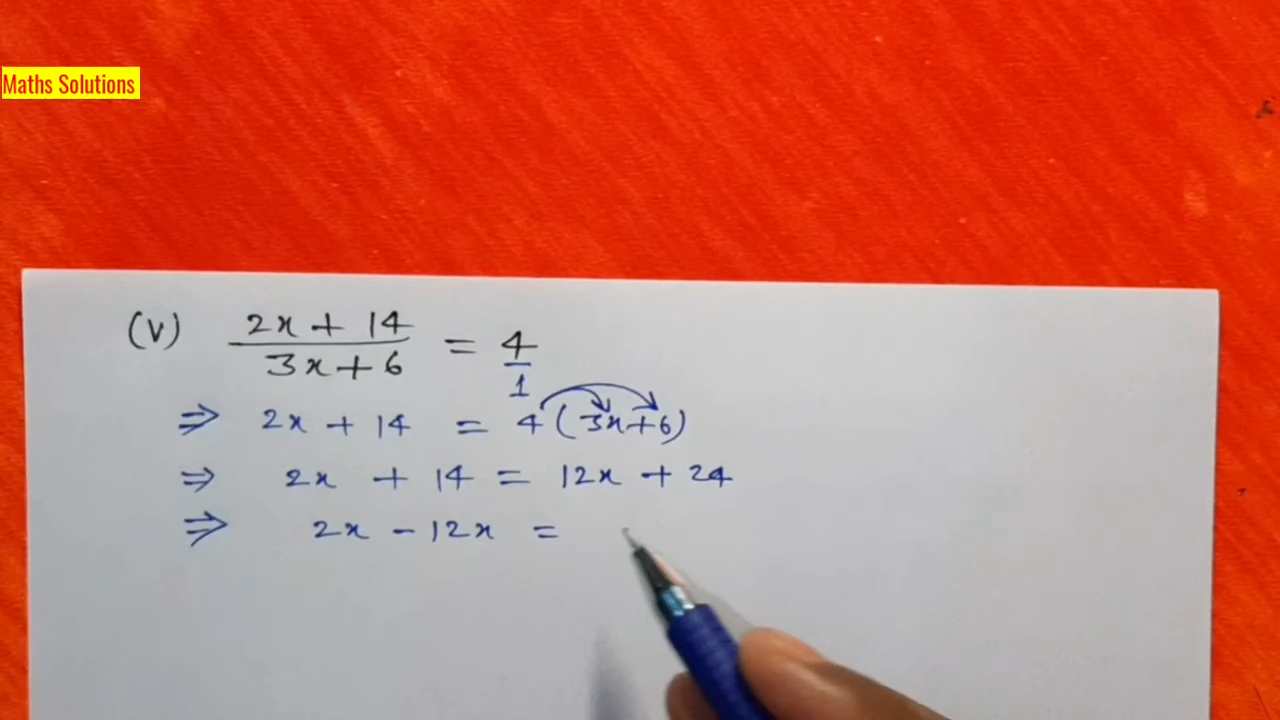 Maths Solutions
(V) (2x + 14)/(3x + 6) = 4/1
⇒ 2x + 14 = 4 (3x + 6)
⇒ 2x + 14 = 12x + 24
⇒ 2x - 12x =